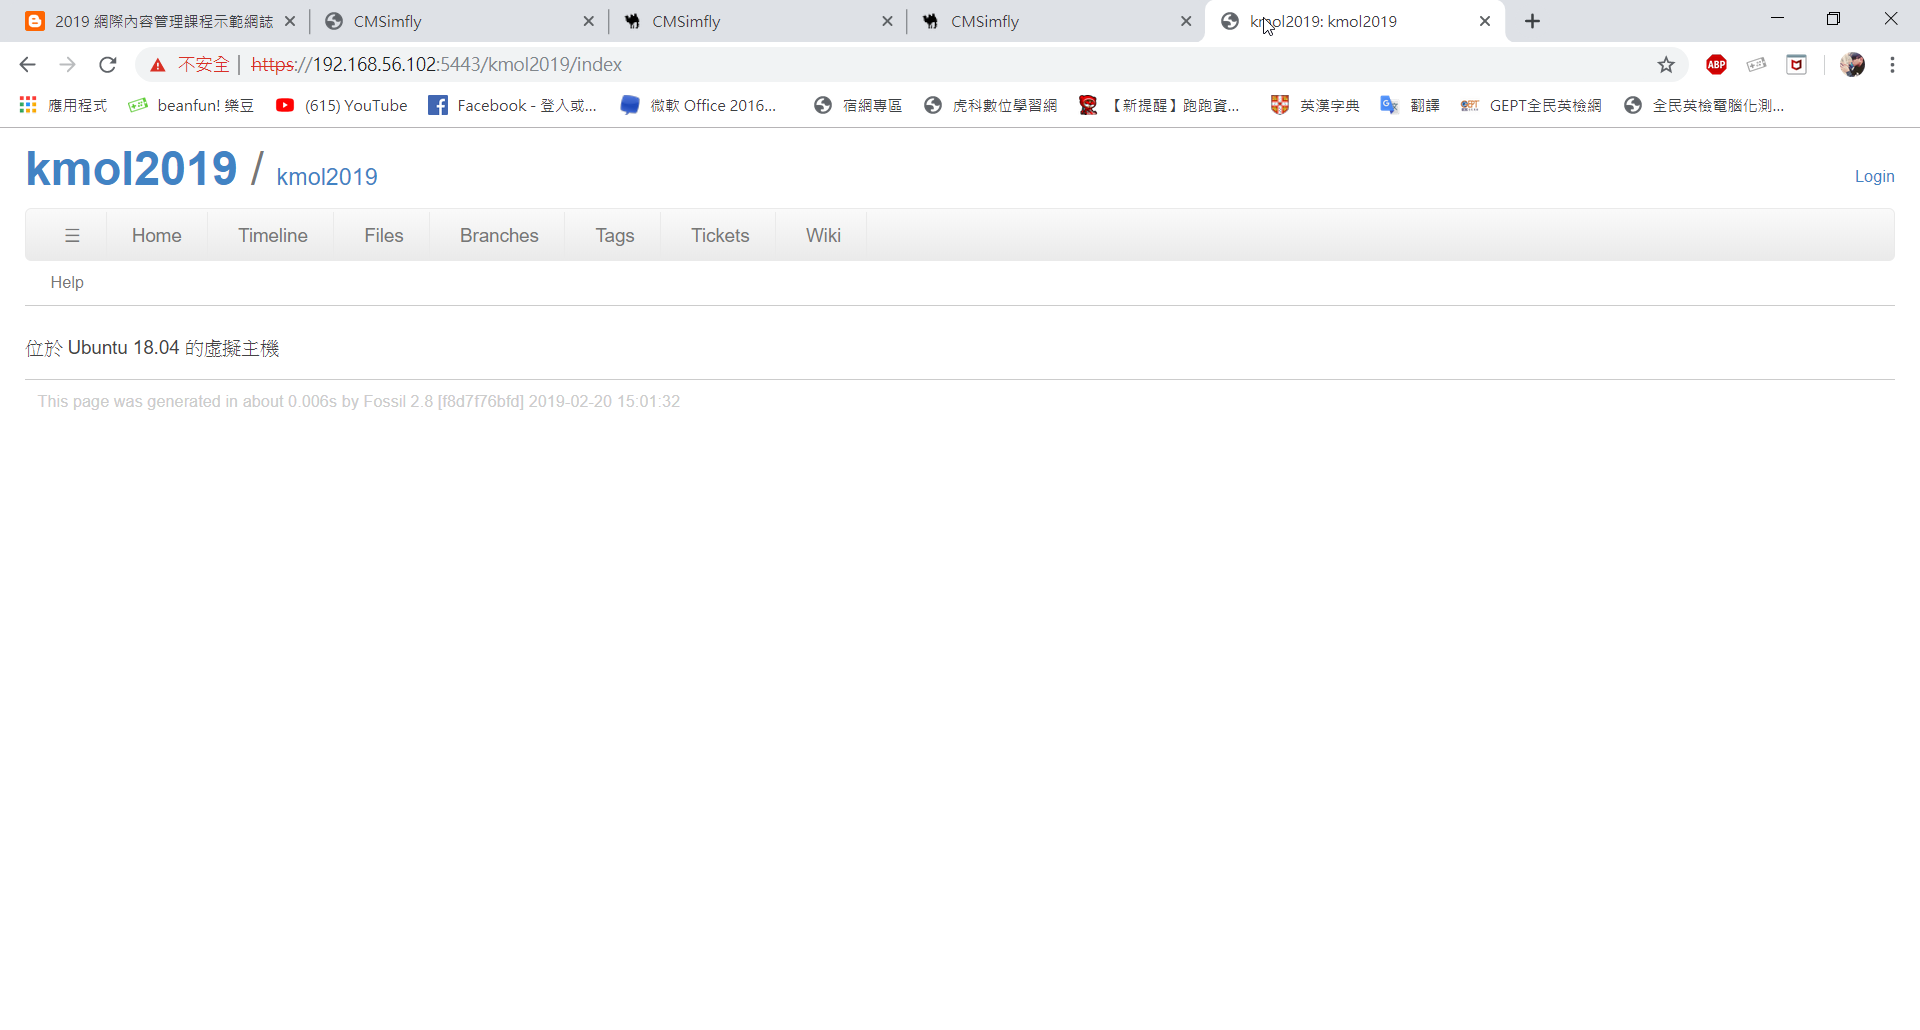 2019 網際內容管理課程示範網誌
CMSimfly
CMSimfly
CMSimfly
kmol2019: kmol2019
不安全 | https://192.168.56.102:5443/kmol2019/index
ABP
應用程式
beanfun! 樂豆
(615) YouTube
Facebook - 登入或...
微軟 Office 2016...
宿網專區
虎科數位學習網
【新提醒】跑跑資...
英漢字典
翻譯
GEPT全民英檢網
全民英檢電腦化測...
kmol2019 / kmol2019
Login
☰ Home Timeline Files Branches Tags Tickets Wiki
Help
位於 Ubuntu 18.04 的虛擬主機
This page was generated in about 0.006s by Fossil 2.8 [f8d7f76bfd] 2019-02-20 15:01:32